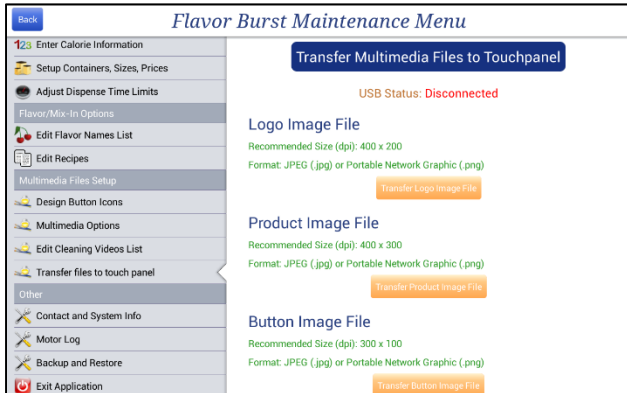 Back
Flavor Burst Maintenance Menu
123 Enter Calorie Information
Setup Containers, Sizes, Prices
Adjust Dispense Time Limits
Flavor/Mix-In Options
Edit Flavor Names List
Edit Recipes
Multimedia Files Setup
Design Button Icons
Multimedia Options
Edit Cleaning Videos List
Transfer files to touch panel
Other
Contact and System Info
Motor Log
Backup and Restore
Exit Application
Transfer Multimedia Files to Touchpanel
USB Status: Disconnected
Logo Image File
Recommended Size (dpi): 400 x 200
Format: JPEG (.jpg) or Portable Network Graphic (.png)
Transfer Logo Image File
Product Image File
Recommended Size (dpi): 400 x 300
Format: JPEG (.jpg) or Portable Network Graphic (.png)
Transfer Product Image File
Button Image File
Recommended Size (dpi): 300 x 100
Format: JPEG (.jpg) or Portable Network Graphic (.png)
Transfer Button Image File